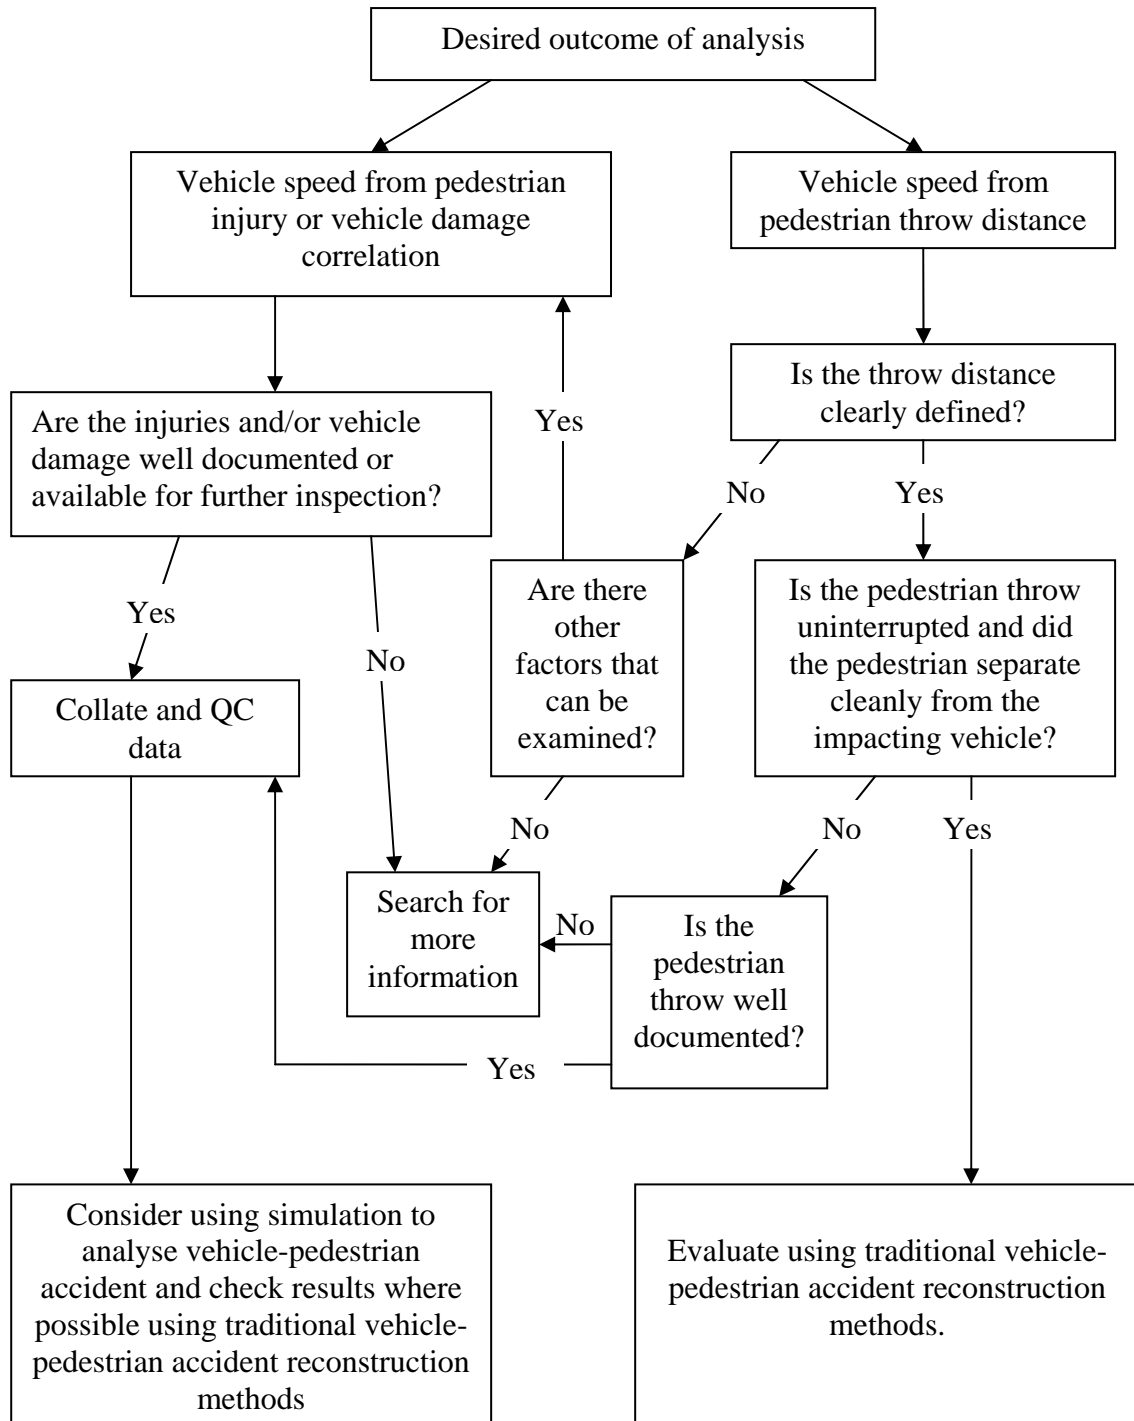 Desired outcome of analysis
Vehicle speed from pedestrian
injury or vehicle damage
correlation
Vehicle speed from
pedestrian throw distance
Is the throw distance
clearly defined?
Are the injuries and/or vehicle
damage well documented or
available for further inspection?
Yes
No
Yes
Are there
other
factors that
can be
examined?
Is the pedestrian throw
uninterrupted and did
the pedestrian separate
cleanly from the
impacting vehicle?
Yes
No
Collate and QC
data
No
No
Yes
Search for
more
information
No
Is the
pedestrian
throw well
documented?
Yes
Consider using simulation to
analyse vehicle-pedestrian
accident and check results where
possible using traditional vehicle-
pedestrian accident reconstruction
methods
Evaluate using traditional vehicle-
pedestrian accident reconstruction
methods.